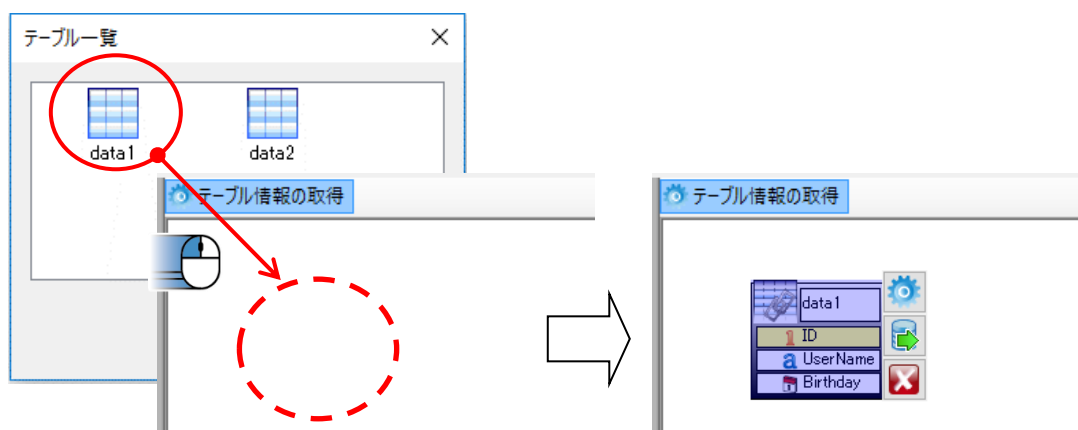 テーブル一覧
data1
data2
テーブル情報の取得
テーブル情報の取得
data1
1 ID
a UserName
Birthday